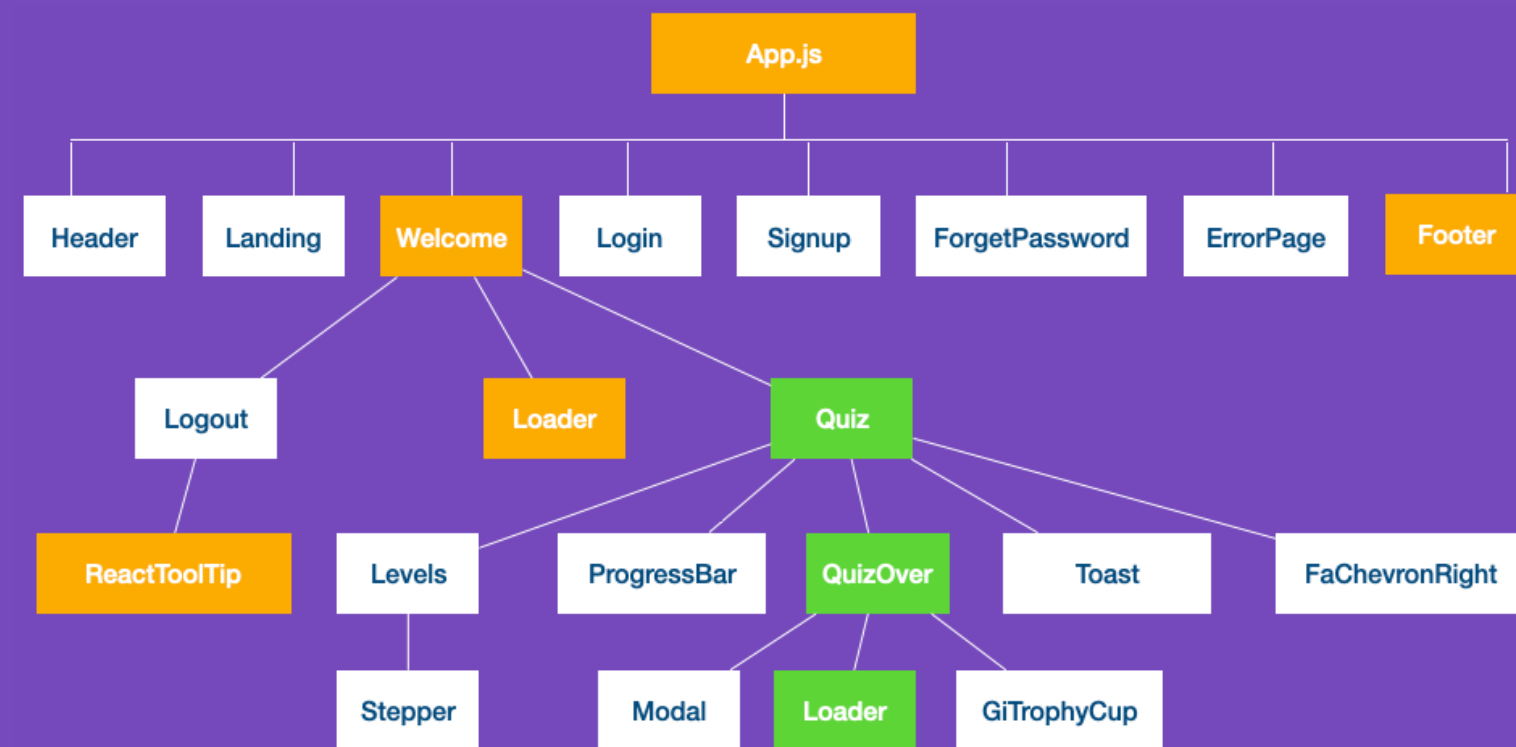 App.js
Header
Landing
Welcome
Login
Signup
ForgetPassword
ErrorPage
Footer
Logout
Loader
Quiz
ReactToolTip
Levels
ProgressBar
QuizOver
Toast
FaChevronRight
Stepper
Modal
Loader
GiTrophyCup